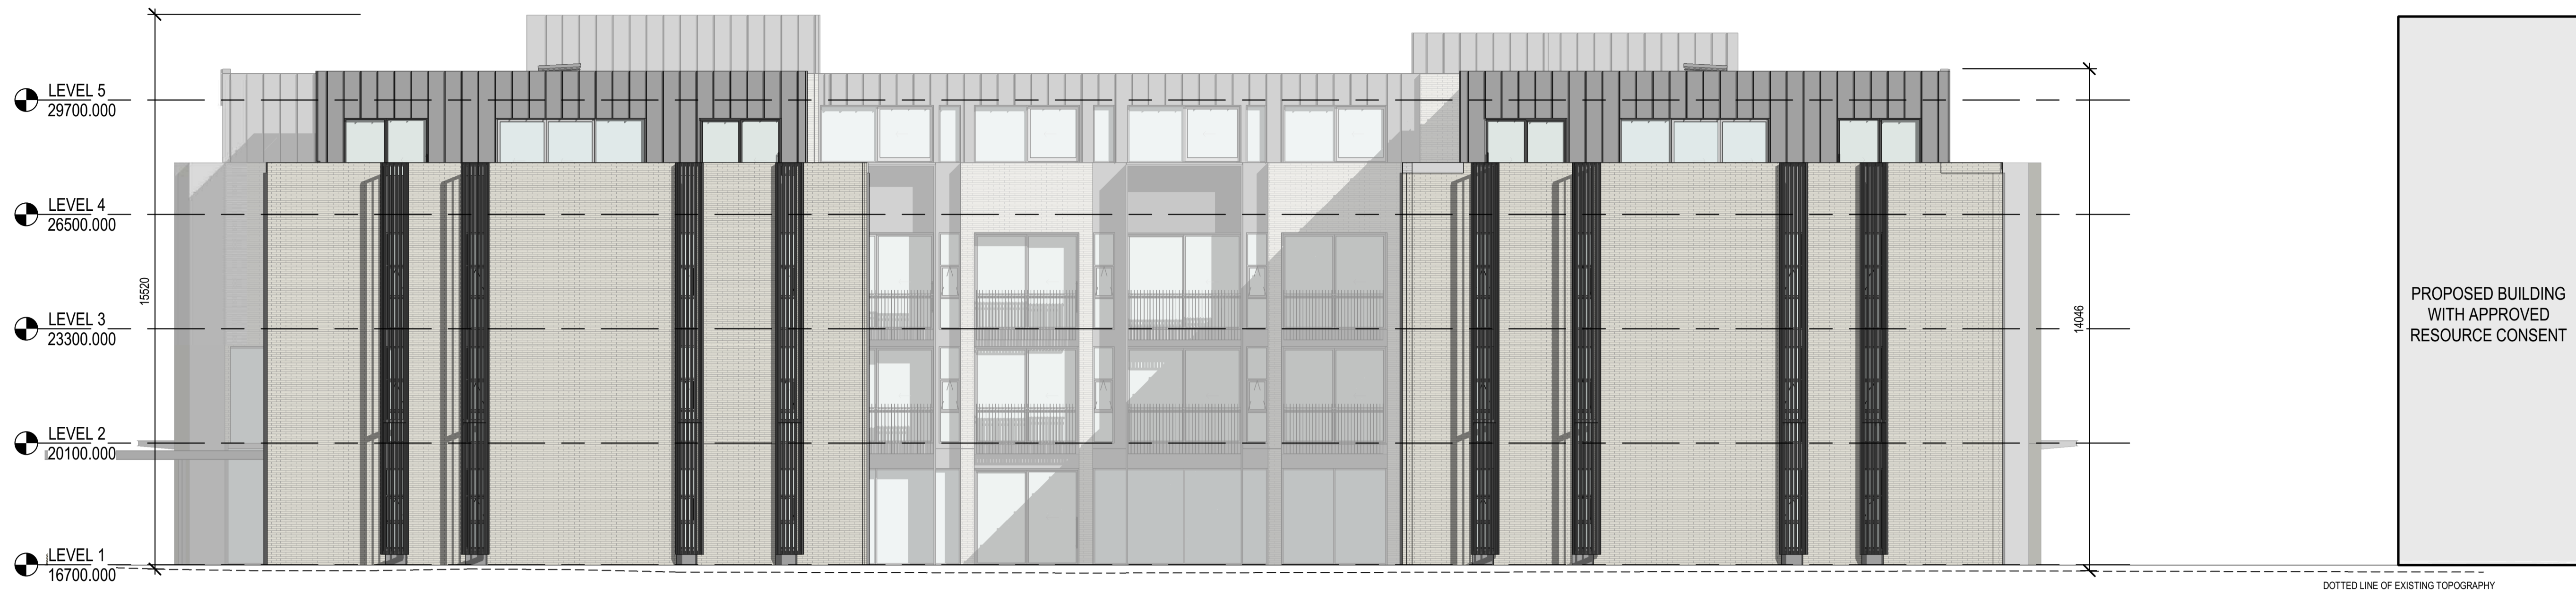 LEVEL 5
29700.000
LEVEL 4
26500.000
15520
LEVEL 3
23300.000
LEVEL 2
20100.000
LEVEL 1
16700.000
14046
PROPOSED BUILDING
WITH APPROVED
RESOURCE CONSENT
DOTTED LINE OF EXISTING TOPOGRAPHY